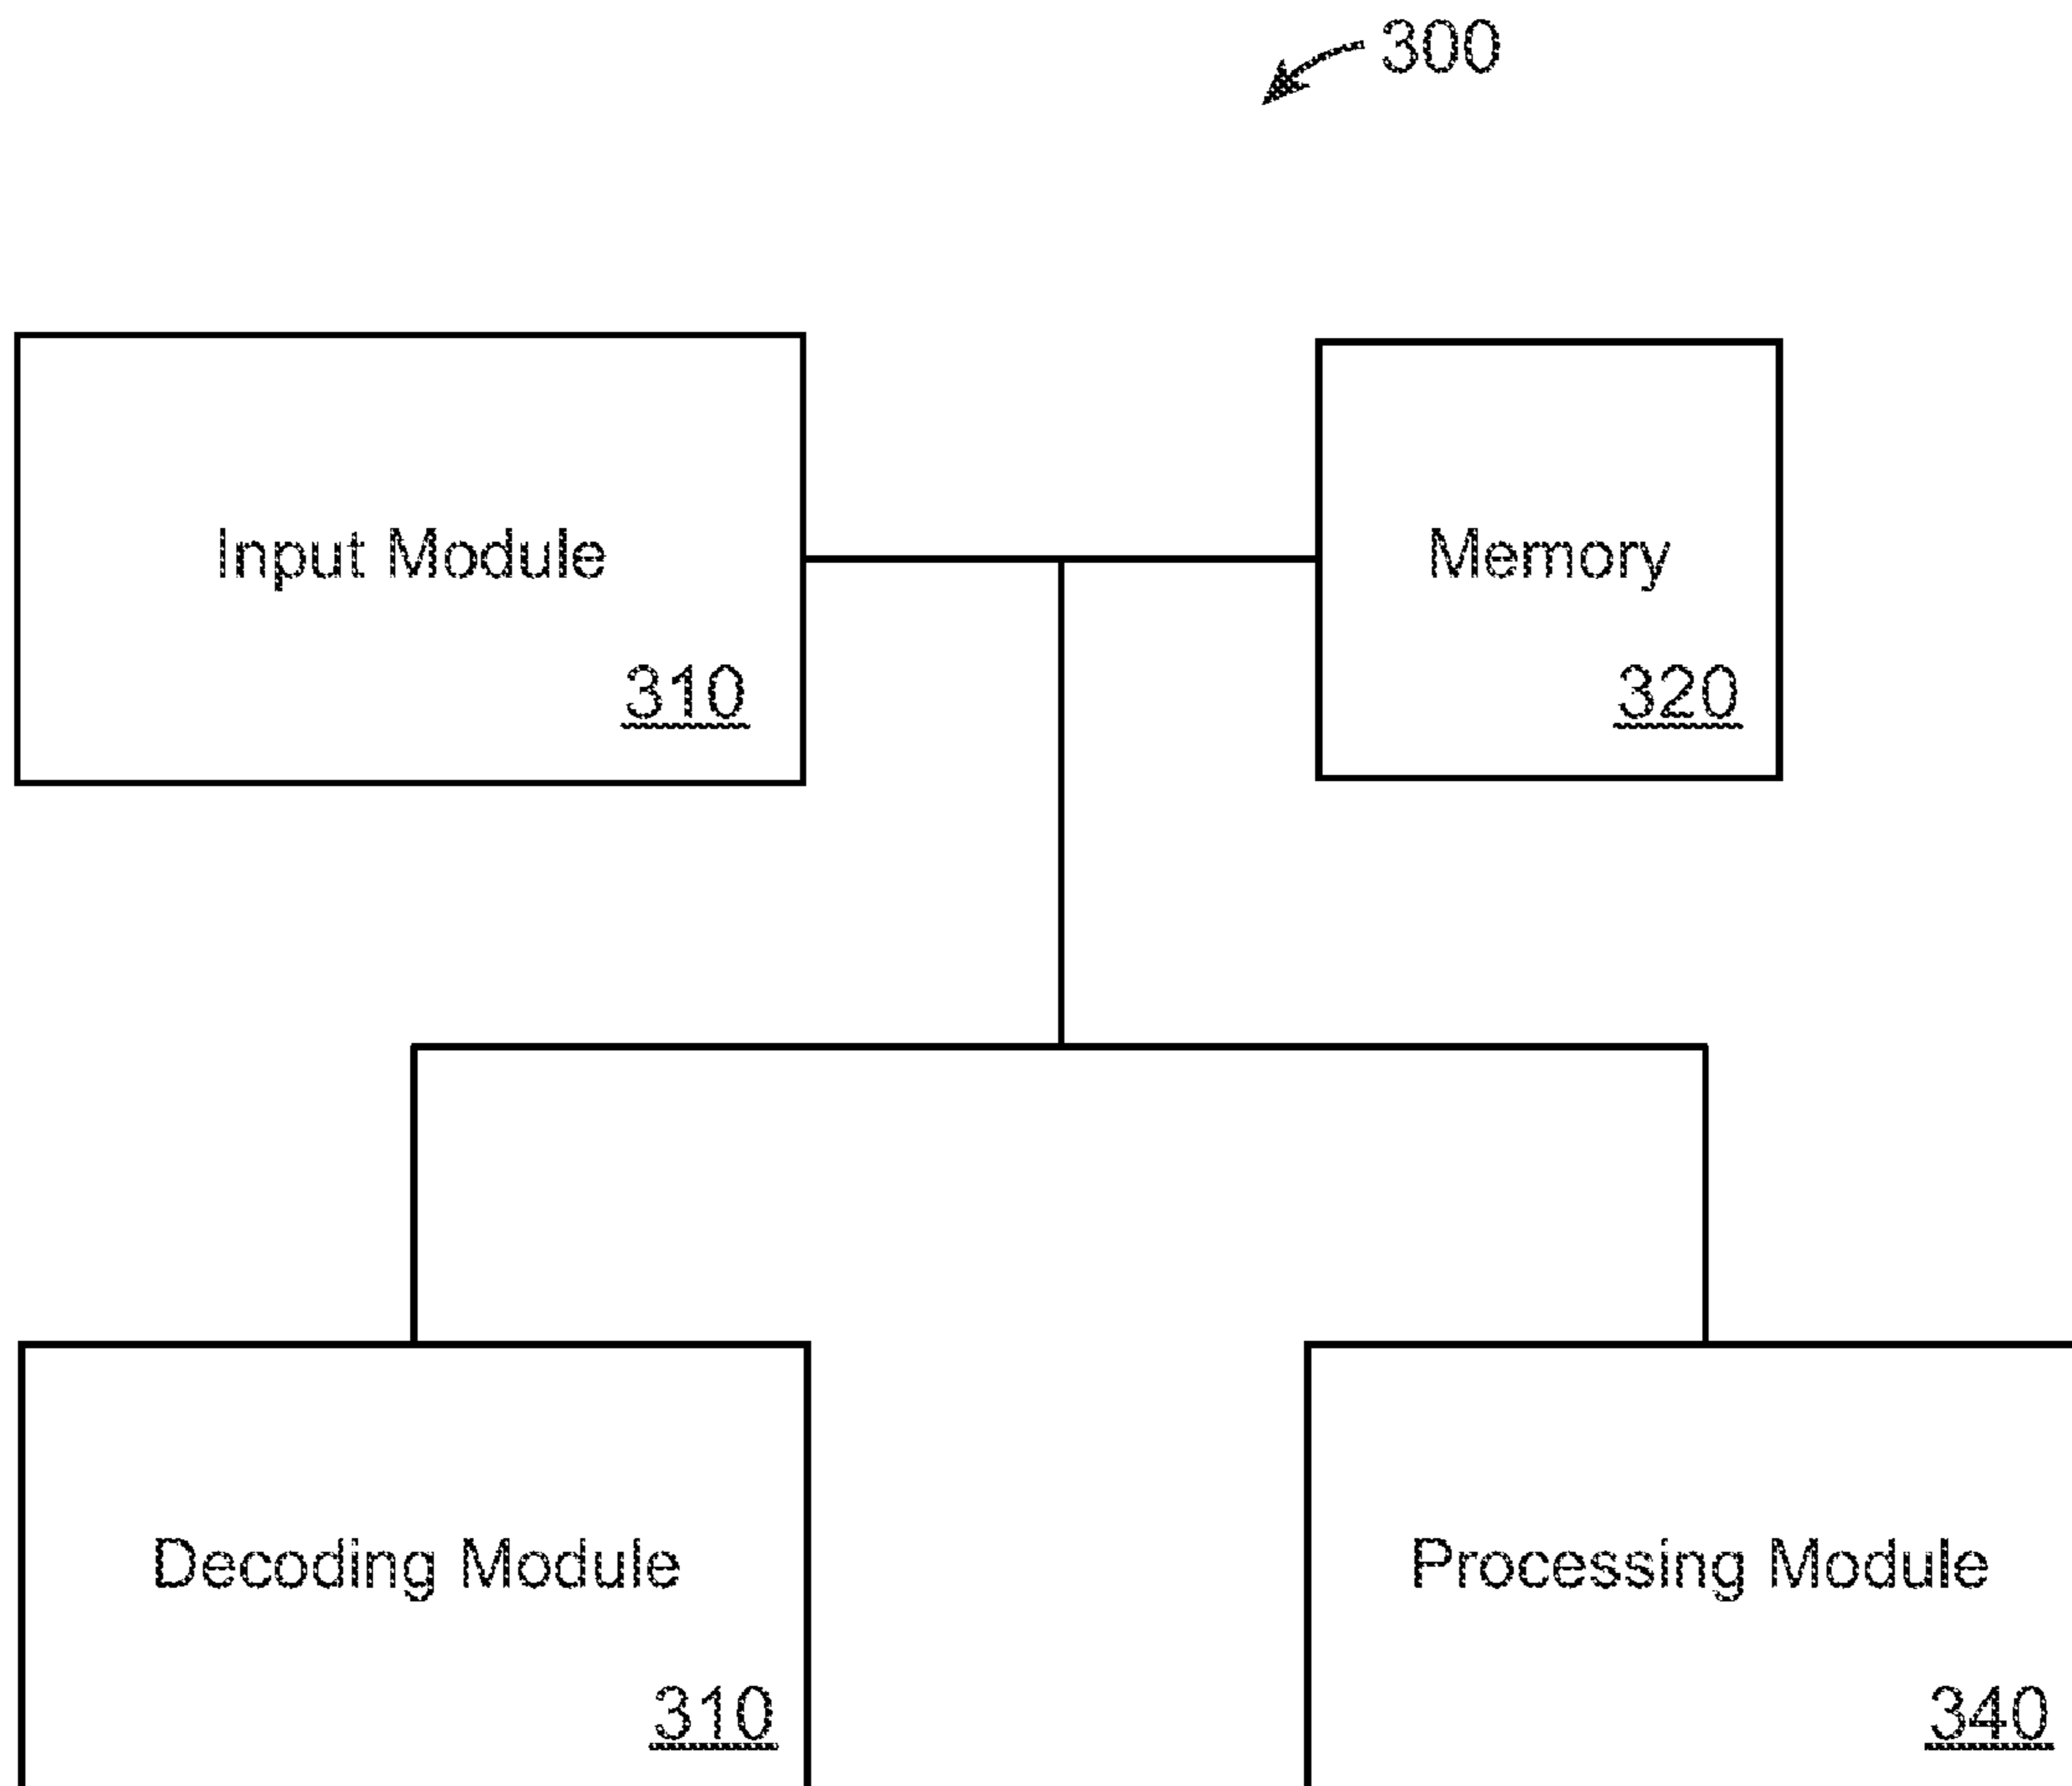 300
Input Module
310
Memory
320
Decoding Module
310
Processing Module
340